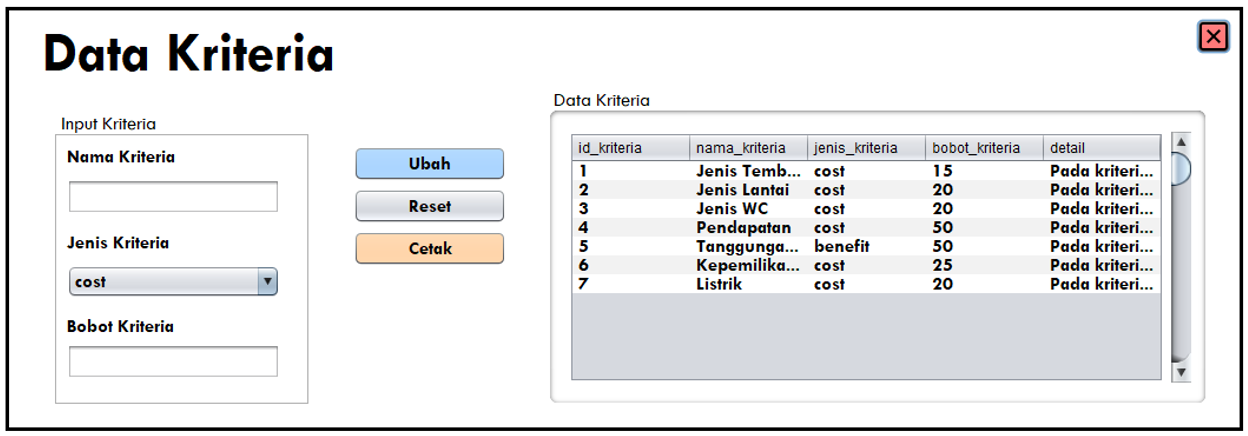 Data Kriteria
Input Kriteria
Nama Kriteria
Jenis Kriteria
cost
Bobot Kriteria
Ubah
Reset
Cetak
Data Kriteria
id_kriteria nama_kriteria jenis_kriteria bobot_kriteria detail
1 Jenis Temb... cost 15 Pada kriteri...
2 Jenis Lantai cost 20 Pada kriteri...
3 Jenis WC cost 20 Pada kriteri...
4 Pendapatan cost 50 Pada kriteri...
5 Tanggunga... benefit 50 Pada kriteri...
6 Kepemilika... cost 25 Pada kriteri...
7 Listrik cost 20 Pada kriteri...